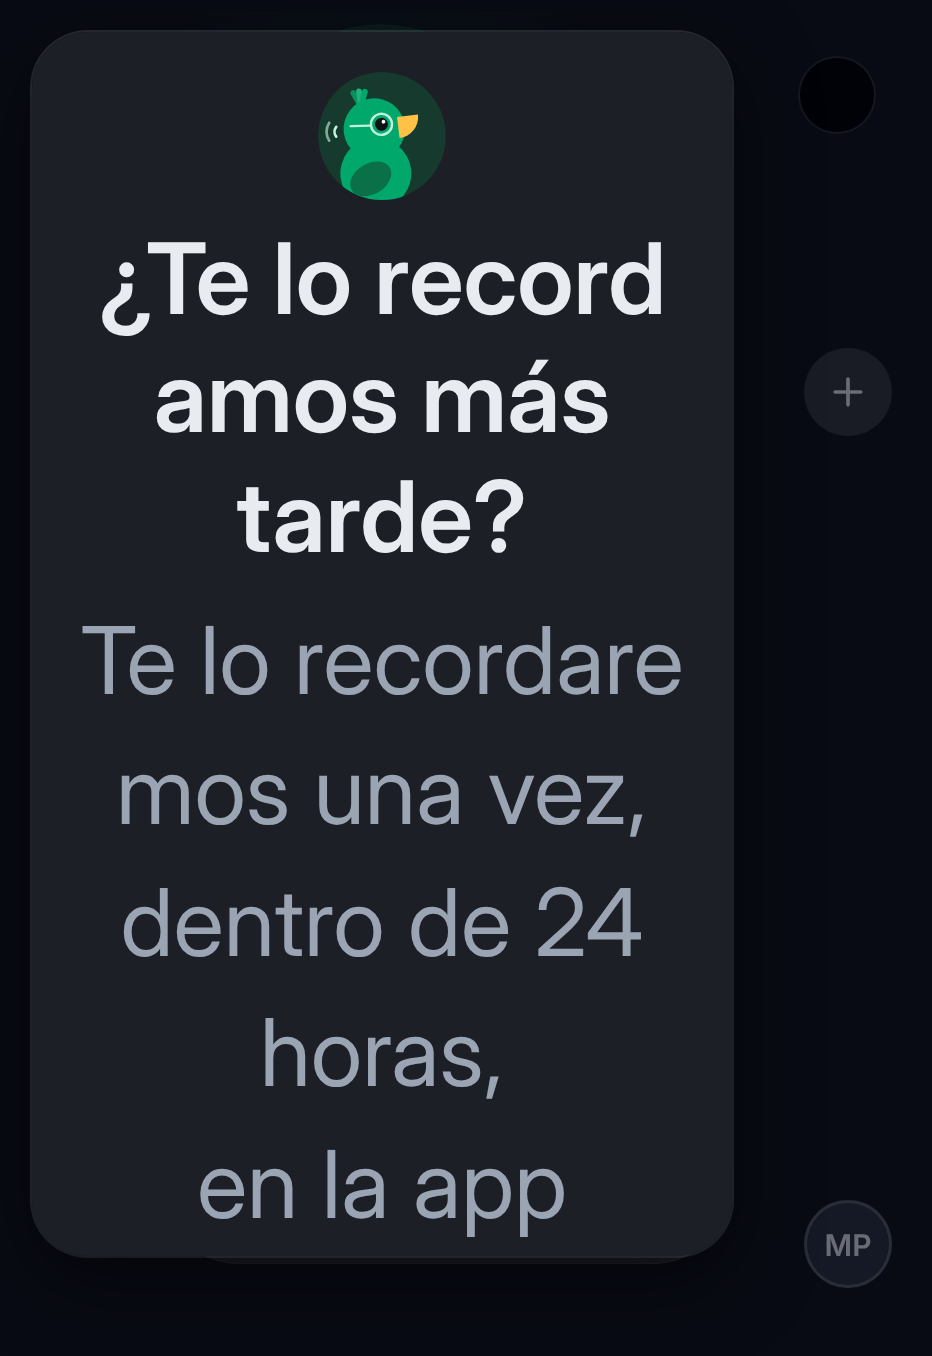 ¿Te lo record
amos más
tarde?
Te lo recordare
mos una vez,
dentro de 24
horas,
en la app
MP